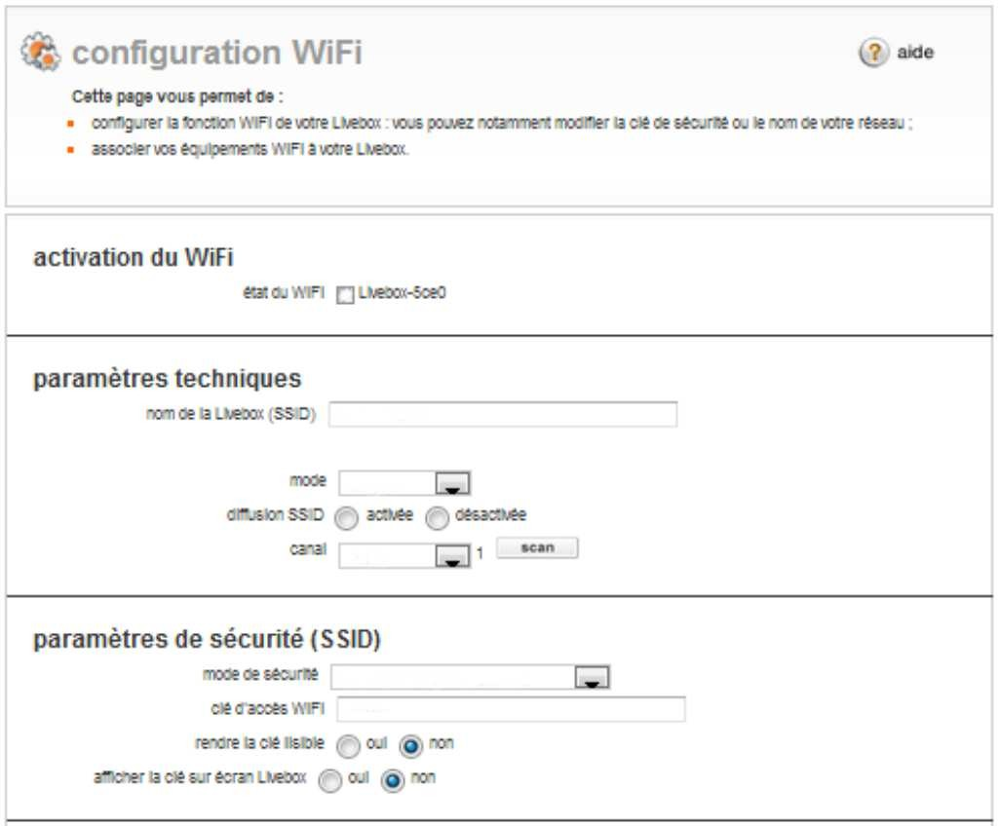 configuration WiFi
? aide
Cette page vous permet de :
configurer la fonction WIFI de votre Livebox : vous pouvez notamment modifier la clé de sécurité ou le nom de votre réseau ;
associer vos équipements WIFI à votre Livebox.
activation du WiFi
état du WIFI Livebox-5ce0
paramètres techniques
nom de la Livebox (SSID)
mode
diffusion SSID activée désactivée
canal 1 scan
paramètres de sécurité (SSID)
mode de sécurité
clé d'accès WIFI
rendre la clé lisible oui non
afficher la clé sur écran Livebox oui non